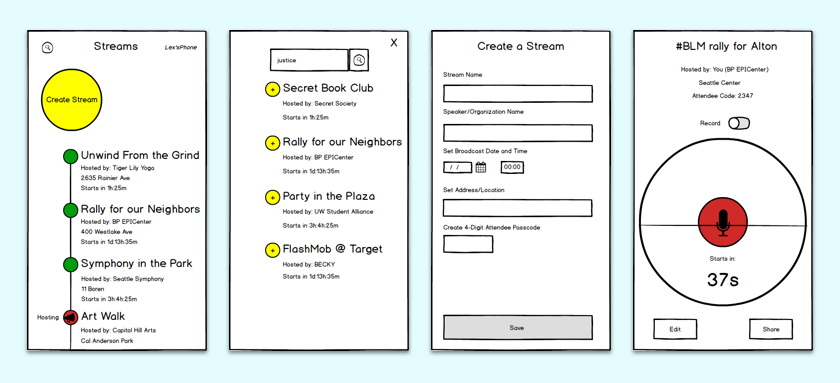 Streams
Lex'sPhone
Create Stream
Unwind From the Grind
Hosted by: Tiger Lily Yoga
2635 Rainier Ave
Starts in 1h:25m
Rally for our Neighbors
Hosted by: BP EPICenter
400 Westlake Ave
Starts in 1d:13h:35m
Symphony in the Park
Hosted by: Seattle Symphony
11 Boren
Starts in 3h:4h:25m
Hosting
Art Walk
Hosted by: Capitol Hill Arts
Cal Anderson Park
X
justice
+ Secret Book Club
Hosted by: Secret Society
Starts in 1h:25m
+ Rally for our Neighbors
Hosted by: BP EPICenter
Starts in 1d:13h:35m
+ Party in the Plaza
Hosted by: UW Student Alliance
Starts in 3h:4h:25m
+ FlashMob @ Target
Hosted by: BECKY
Starts in 1d:13h:35m
Create a Stream
Stream Name
Speaker/Organization Name
Set Broadcast Date and Time
/ /
00:00
Set Address/Location
Create 4-Digit Attendee Passcode
Save
#BLM rally for Alton
Hosted by: You (BP EPICenter)
Seattle Center
Attendee Code: 2347
Record
Starts in:
37s
Edit
Share